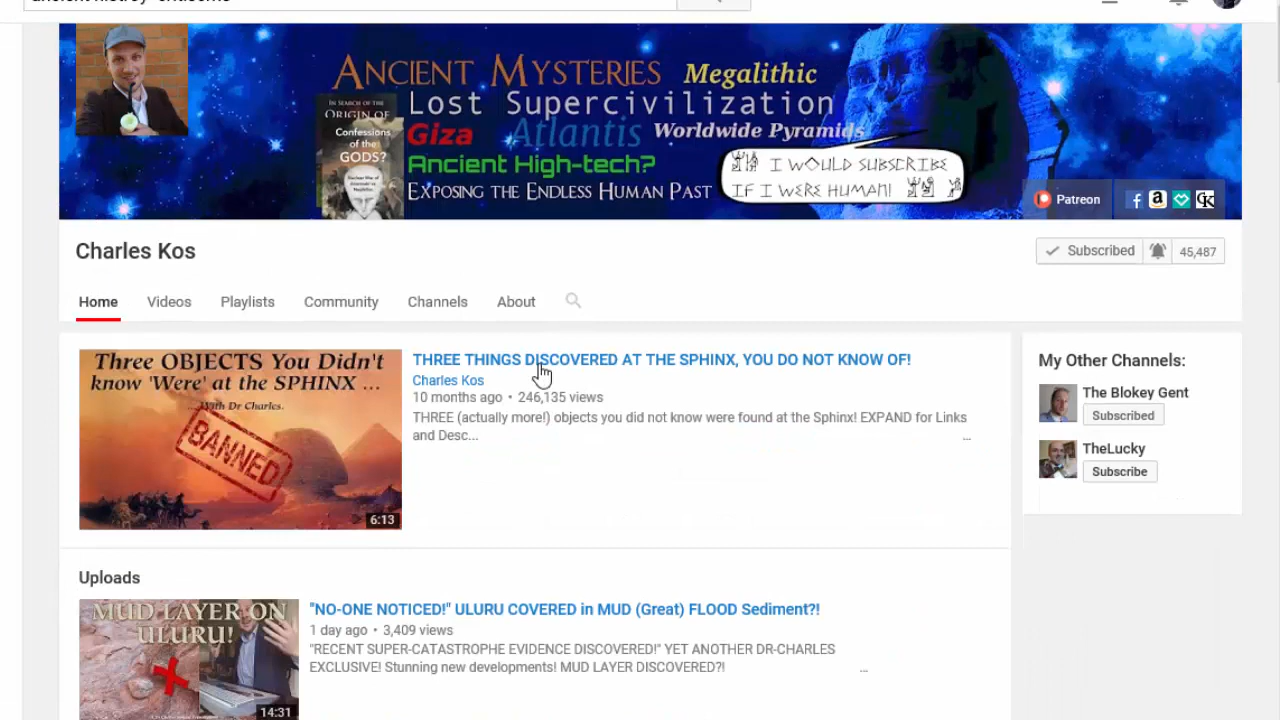 ANCIENT MYSTERIES Megalithic
IN SEARCH OF THE
ORIGIN OF
Confessions
of the
GODS?
Lost Supercivilization
Giza Atlantis Worldwide Pyramids
Ancient High-tech?
EXPOSING THE ENDLESS HUMAN PAST
I WOULD SUBSCRIBE
IF I WERE HUMAN!
Patreon
Charles Kos
Subscribed 45,487
Home Videos Playlists Community Channels About
Three OBJECTS You Didn't
know 'Were' at the SPHINX ...
...With Dr Charles.
BANNED
6:13
THREE THINGS DISCOVERED AT THE SPHINX, YOU DO NOT KNOW OF!
Charles Kos
10 months ago • 246,135 views
THREE (actually more!) objects you did not know were found at the Sphinx! EXPAND for Links
and Desc...
...
My Other Channels:
The Blokey Gent
Subscribed
TheLucky
Subscribe
Uploads
MUD LAYER ON
ULURU!
14:31
"NO-ONE NOTICED!" ULURU COVERED in MUD (Great) FLOOD Sediment?!
1 day ago • 3,409 views
"RECENT SUPER-CATASTROPHE EVIDENCE DISCOVERED!" YET ANOTHER DR-CHARLES
EXCLUSIVE! Stunning new developments! MUD LAYER DISCOVERED?!
...